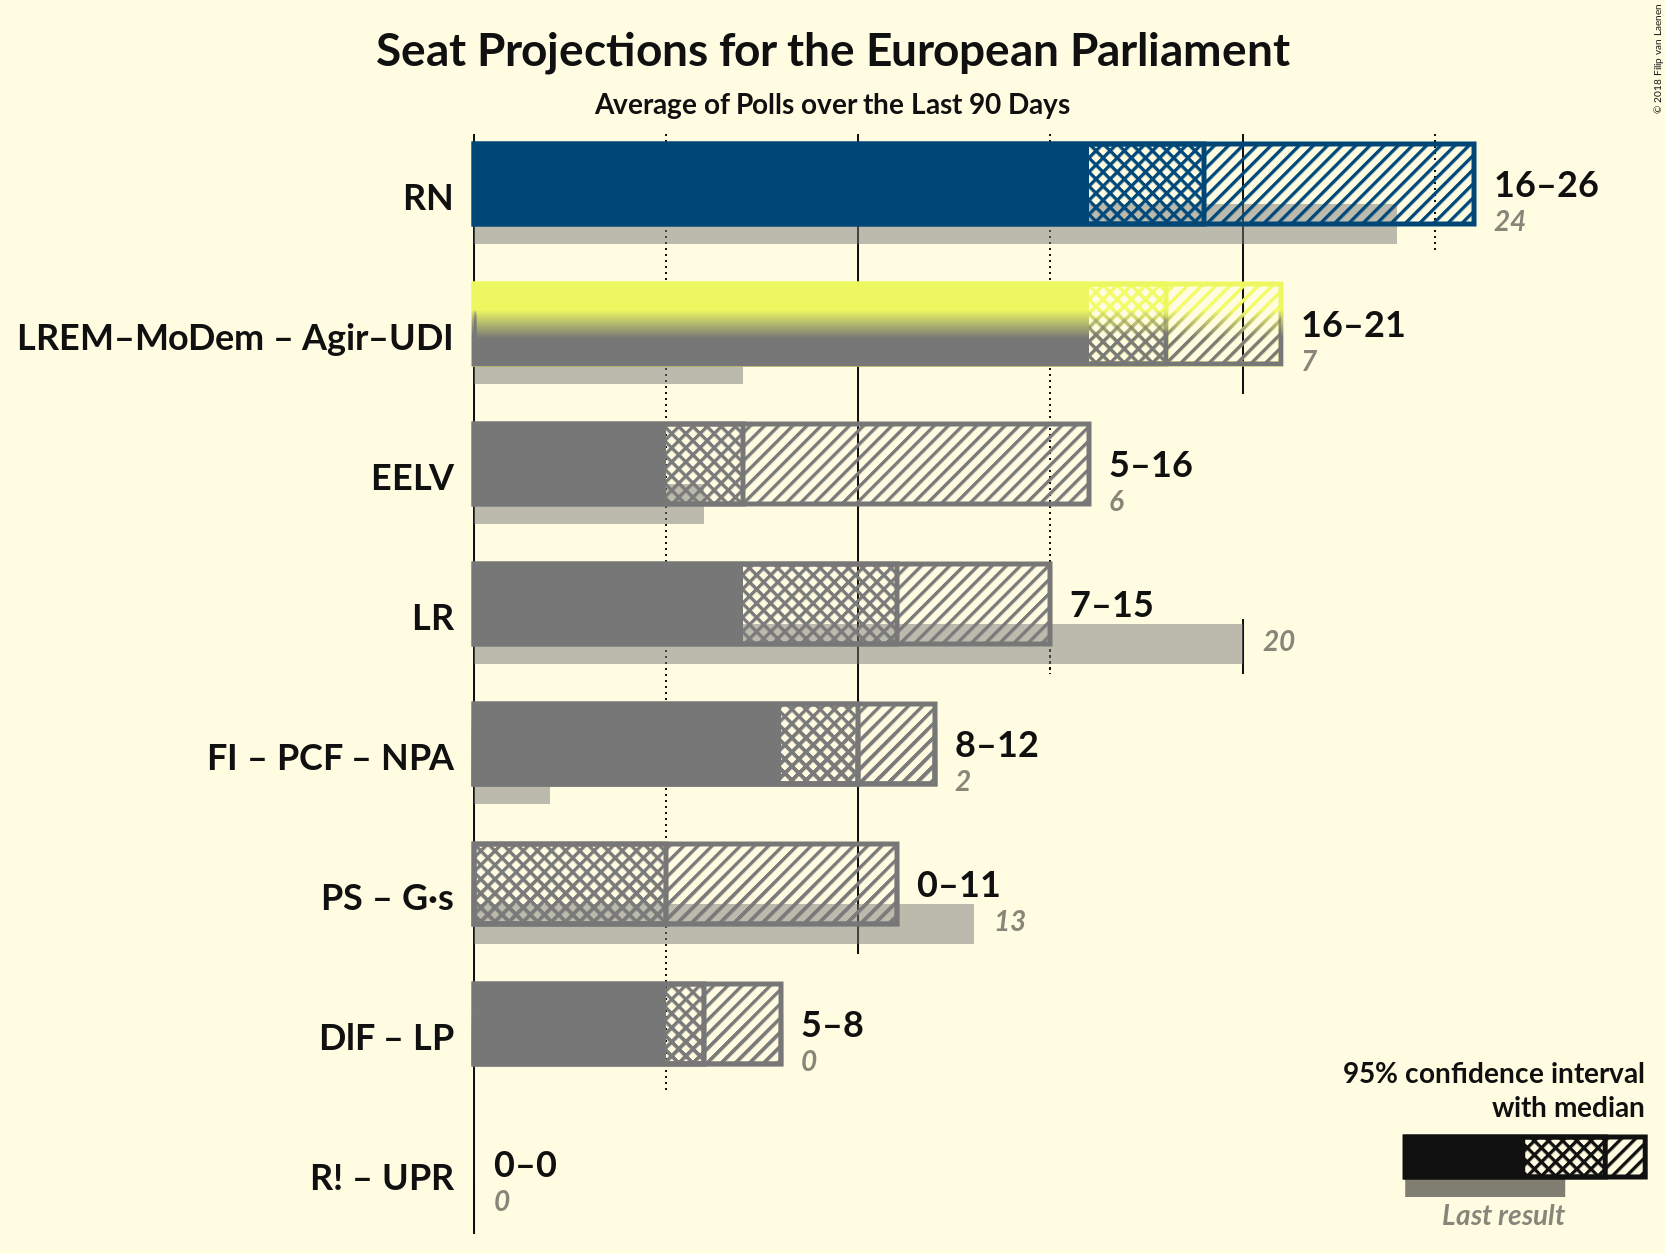 Seat Projections for the European Parliament
Average of Polls over the Last 90 Days
© 2018 Filip van Laenen
RN
16–26
24
LREM–MoDem – Agir–UDI
16–21
7
EELV
5–16
6
LR
7–15
20
FI – PCF – NPA
8–12
2
PS – G·s
0–11
13
DlF – LP
5–8
0
R! – UPR
0–0
0
95% confidence interval
with median
Last result